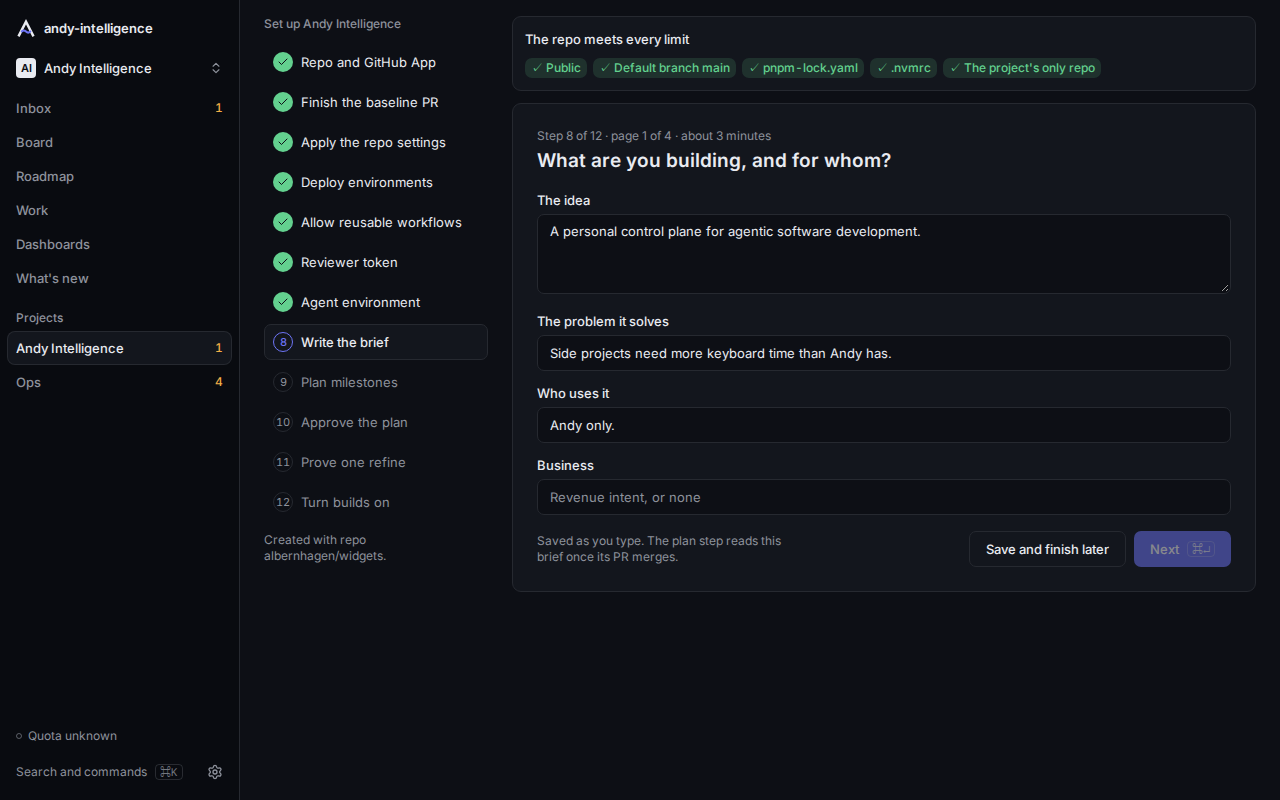 andy-intelligence
AI Andy Intelligence
Inbox 1
Board
Roadmap
Work
Dashboards
What's new
Projects
Andy Intelligence 1
Ops 4
Quota unknown
Search and commands ⌘K
Set up Andy Intelligence
Repo and GitHub App
Finish the baseline PR
Apply the repo settings
Deploy environments
Allow reusable workflows
Reviewer token
Agent environment
8 Write the brief
9 Plan milestones
10 Approve the plan
11 Prove one refine
12 Turn builds on
Created with repo
albernhagen/widgets.
The repo meets every limit
✓ Public ✓ Default branch main ✓ pnpm-lock.yaml ✓ .nvmrc ✓ The project's only repo
Step 8 of 12 · page 1 of 4 · about 3 minutes
What are you building, and for whom?
The idea
A personal control plane for agentic software development.
The problem it solves
Side projects need more keyboard time than Andy has.
Who uses it
Andy only.
Business
Revenue intent, or none
Saved as you type. The plan step reads this
brief once its PR merges.
Save and finish later
Next ⌘↵